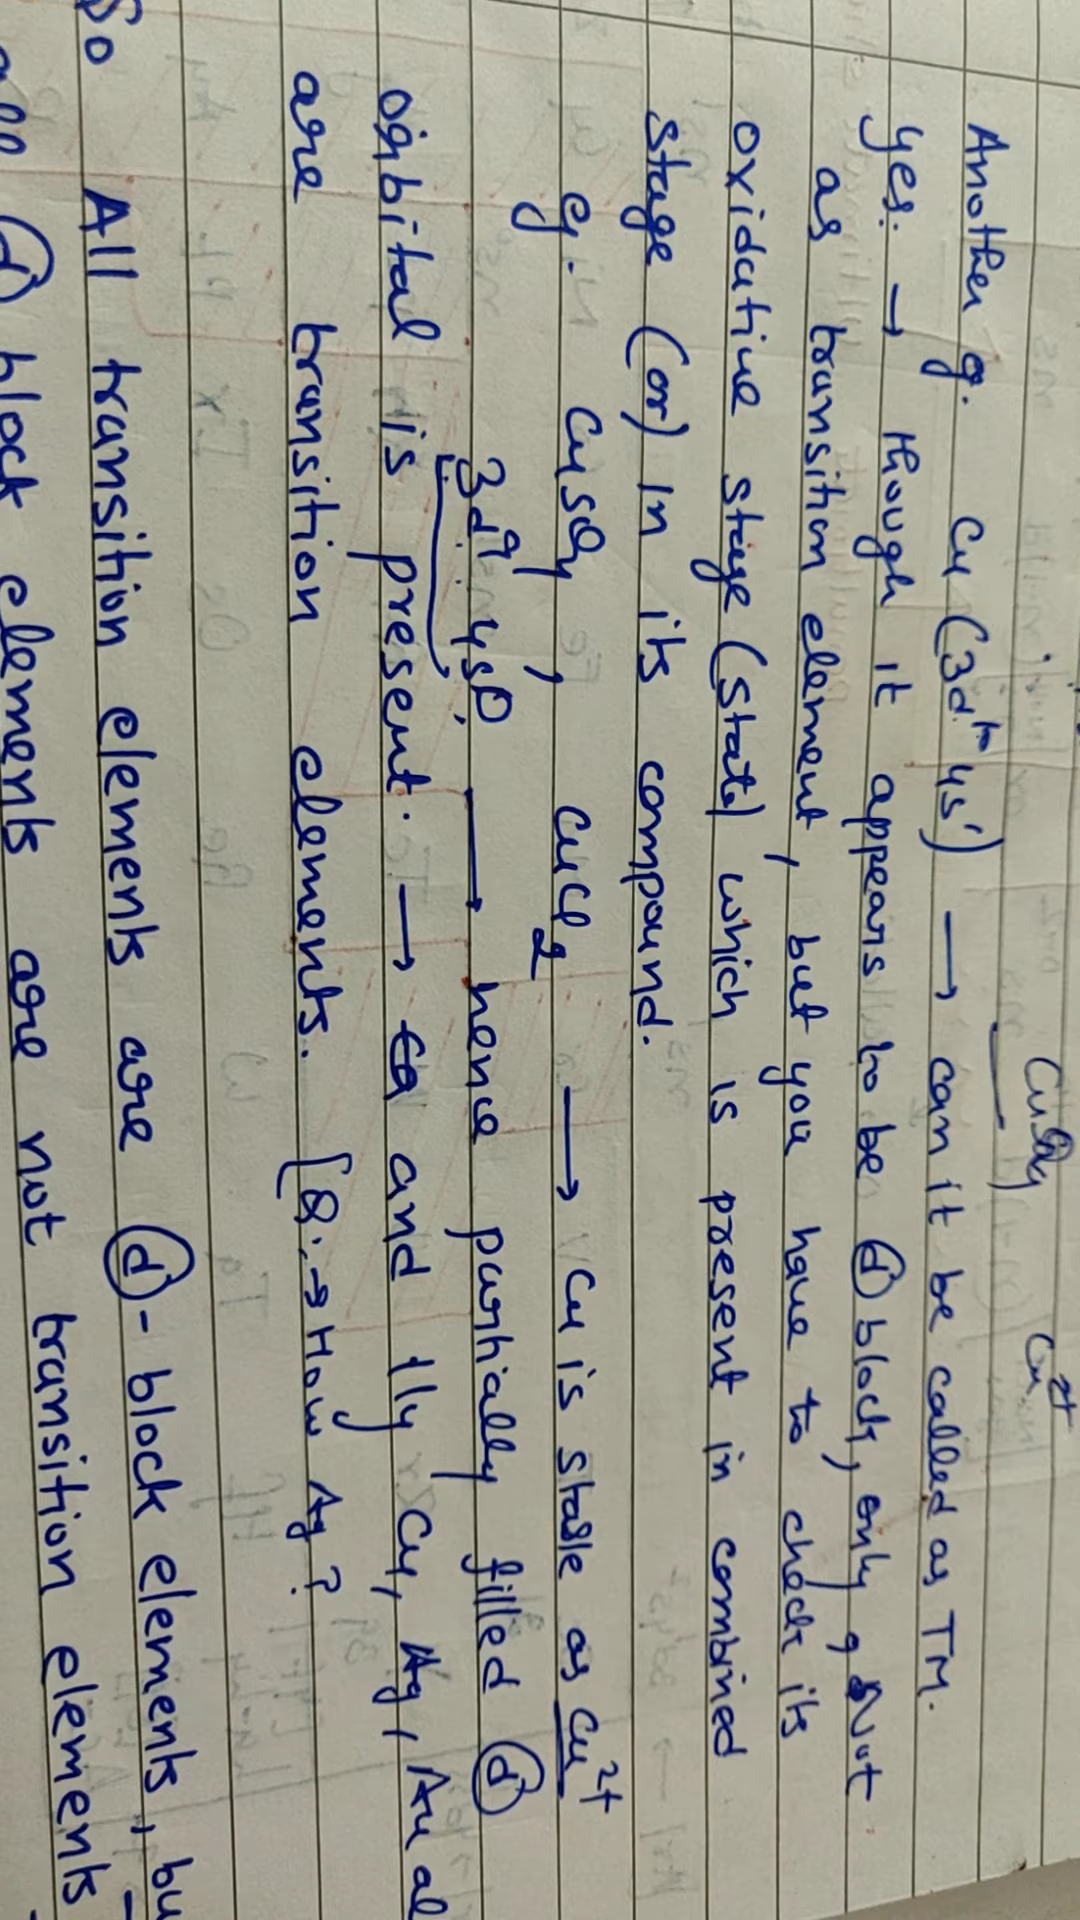 CuSO4 Cu2+
Another eg. Cu (3d10 4s1) → can it be called as TM.
yes. → though it appears to be d block, only, not
as transition element, but you have to check its
oxidative stage (state) which is present in combined
stage (or) in its compound.
eg. CuSO4, CuCl2 → Cu is stable as Cu2+
3d9 4s0. → hence partially filled d
orbital is present. → and lly Cu, Ag, Au al
are transition elements. [Q:→ How Ag?
So All transition elements are d-block elements, bu
all d block elements are not transition elements